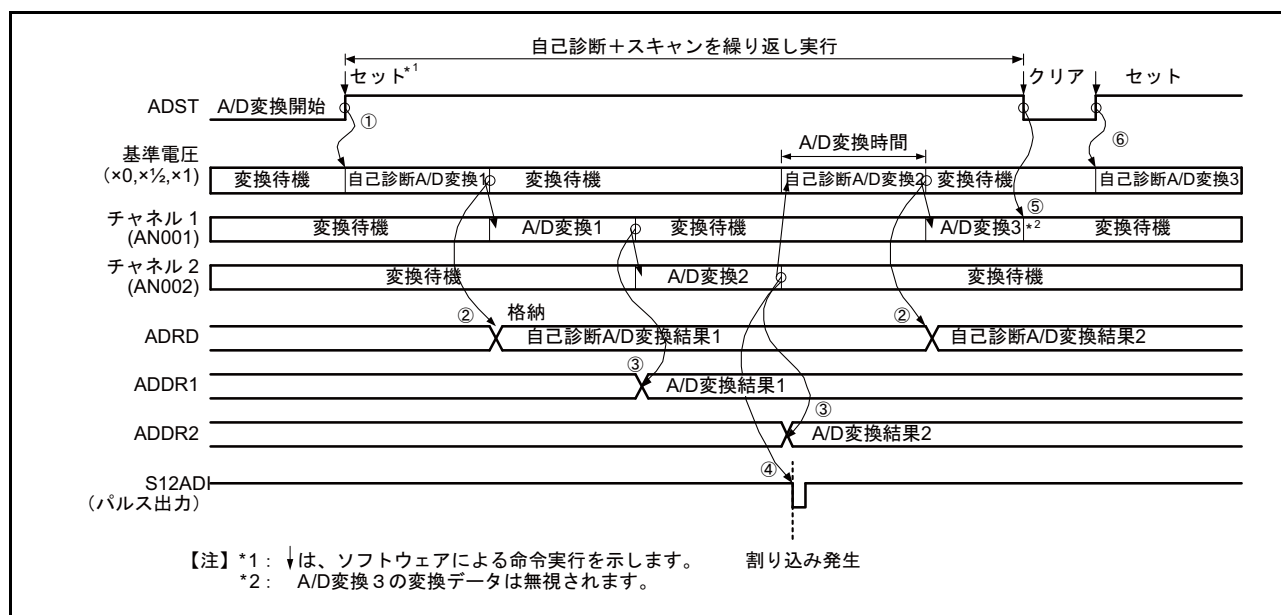 自己診断＋スキャンを繰り返し実行
セット*1 クリア セット
ADST A/D変換開始 ① ⑥
基準電圧 A/D変換時間
（×0,×½,×1） 変換待機 自己診断A/D変換1 変換待機 自己診断A/D変換2 変換待機 自己診断A/D変換3
チャネル 1 ⑤
(AN001) 変換待機 A/D変換1 変換待機 A/D変換3 *2 変換待機
チャネル 2
(AN002) 変換待機 A/D変換2 変換待機
② 格納 ②
ADRD 自己診断A/D変換結果1 自己診断A/D変換結果2
ADDR1 ③ A/D変換結果1
ADDR2 ③ A/D変換結果2
S12ADI ④
（パルス出力）
【注】 *1： ↓は、ソフトウェアによる命令実行を示します。 割り込み発生
*2： A/D変換３の変換データは無視されます。